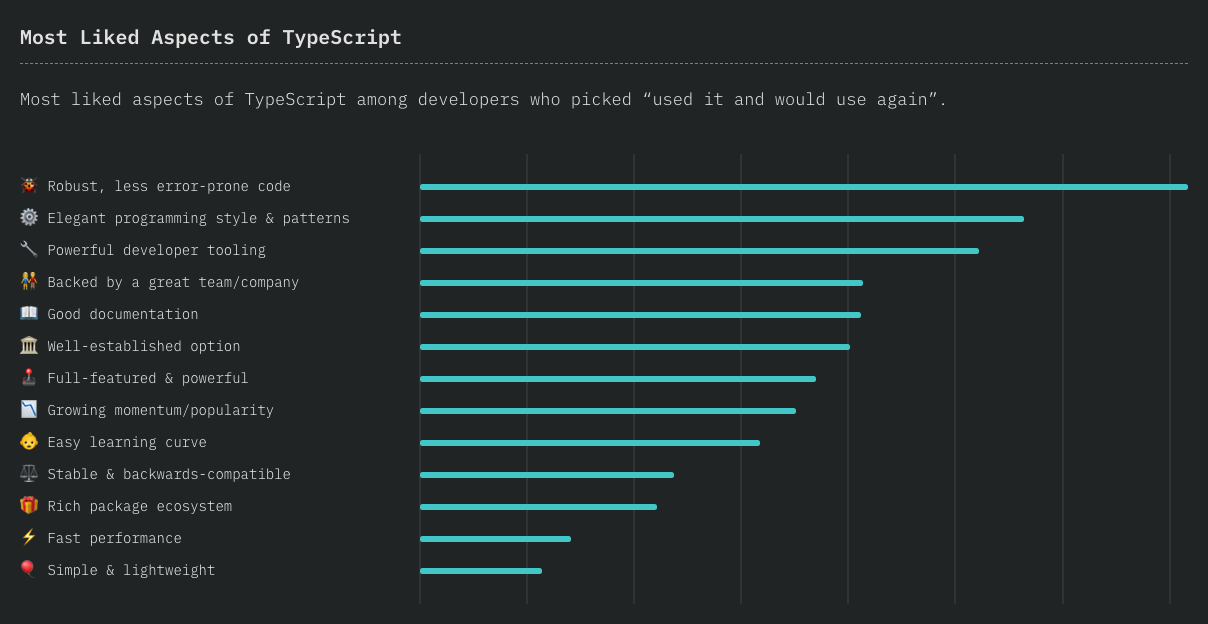 Most Liked Aspects of TypeScript
Most liked aspects of TypeScript among developers who picked “used it and would use again”.
Robust, less error-prone code
Elegant programming style & patterns
Powerful developer tooling
Backed by a great team/company
Good documentation
Well-established option
Full-featured & powerful
Growing momentum/popularity
Easy learning curve
Stable & backwards-compatible
Rich package ecosystem
Fast performance
Simple & lightweight